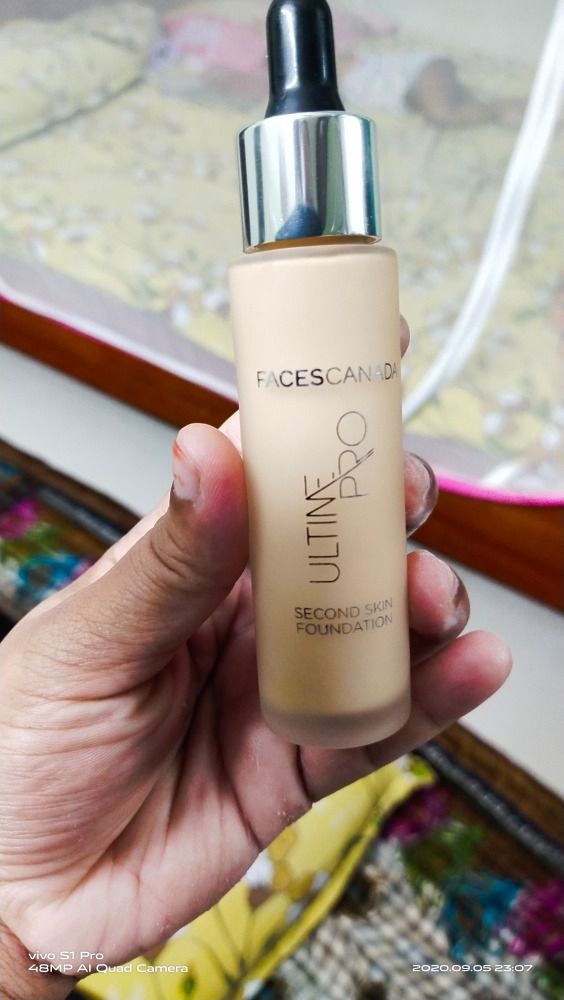 FACESCANADA
ULTIME
PRO
SECOND SKIN
FOUNDATION
vivo S1 Pro
48MP AI Quad Camera
2020.09.05 23:07